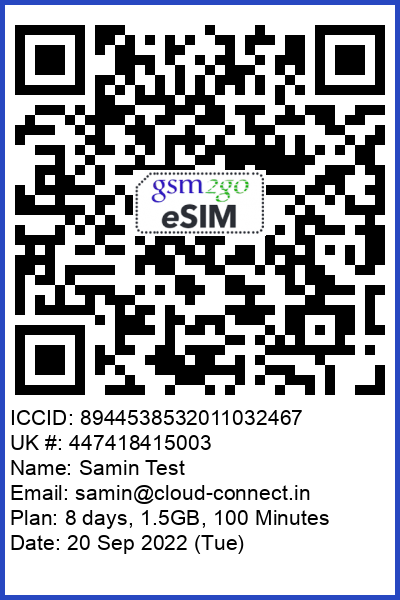 gsm2go
eSIM
ICCID: 8944538532011032467
UK #: 447418415003
Name: Samin Test
Email: samin@cloud-connect.in
Plan: 8 days, 1.5GB, 100 Minutes
Date: 20 Sep 2022 (Tue)